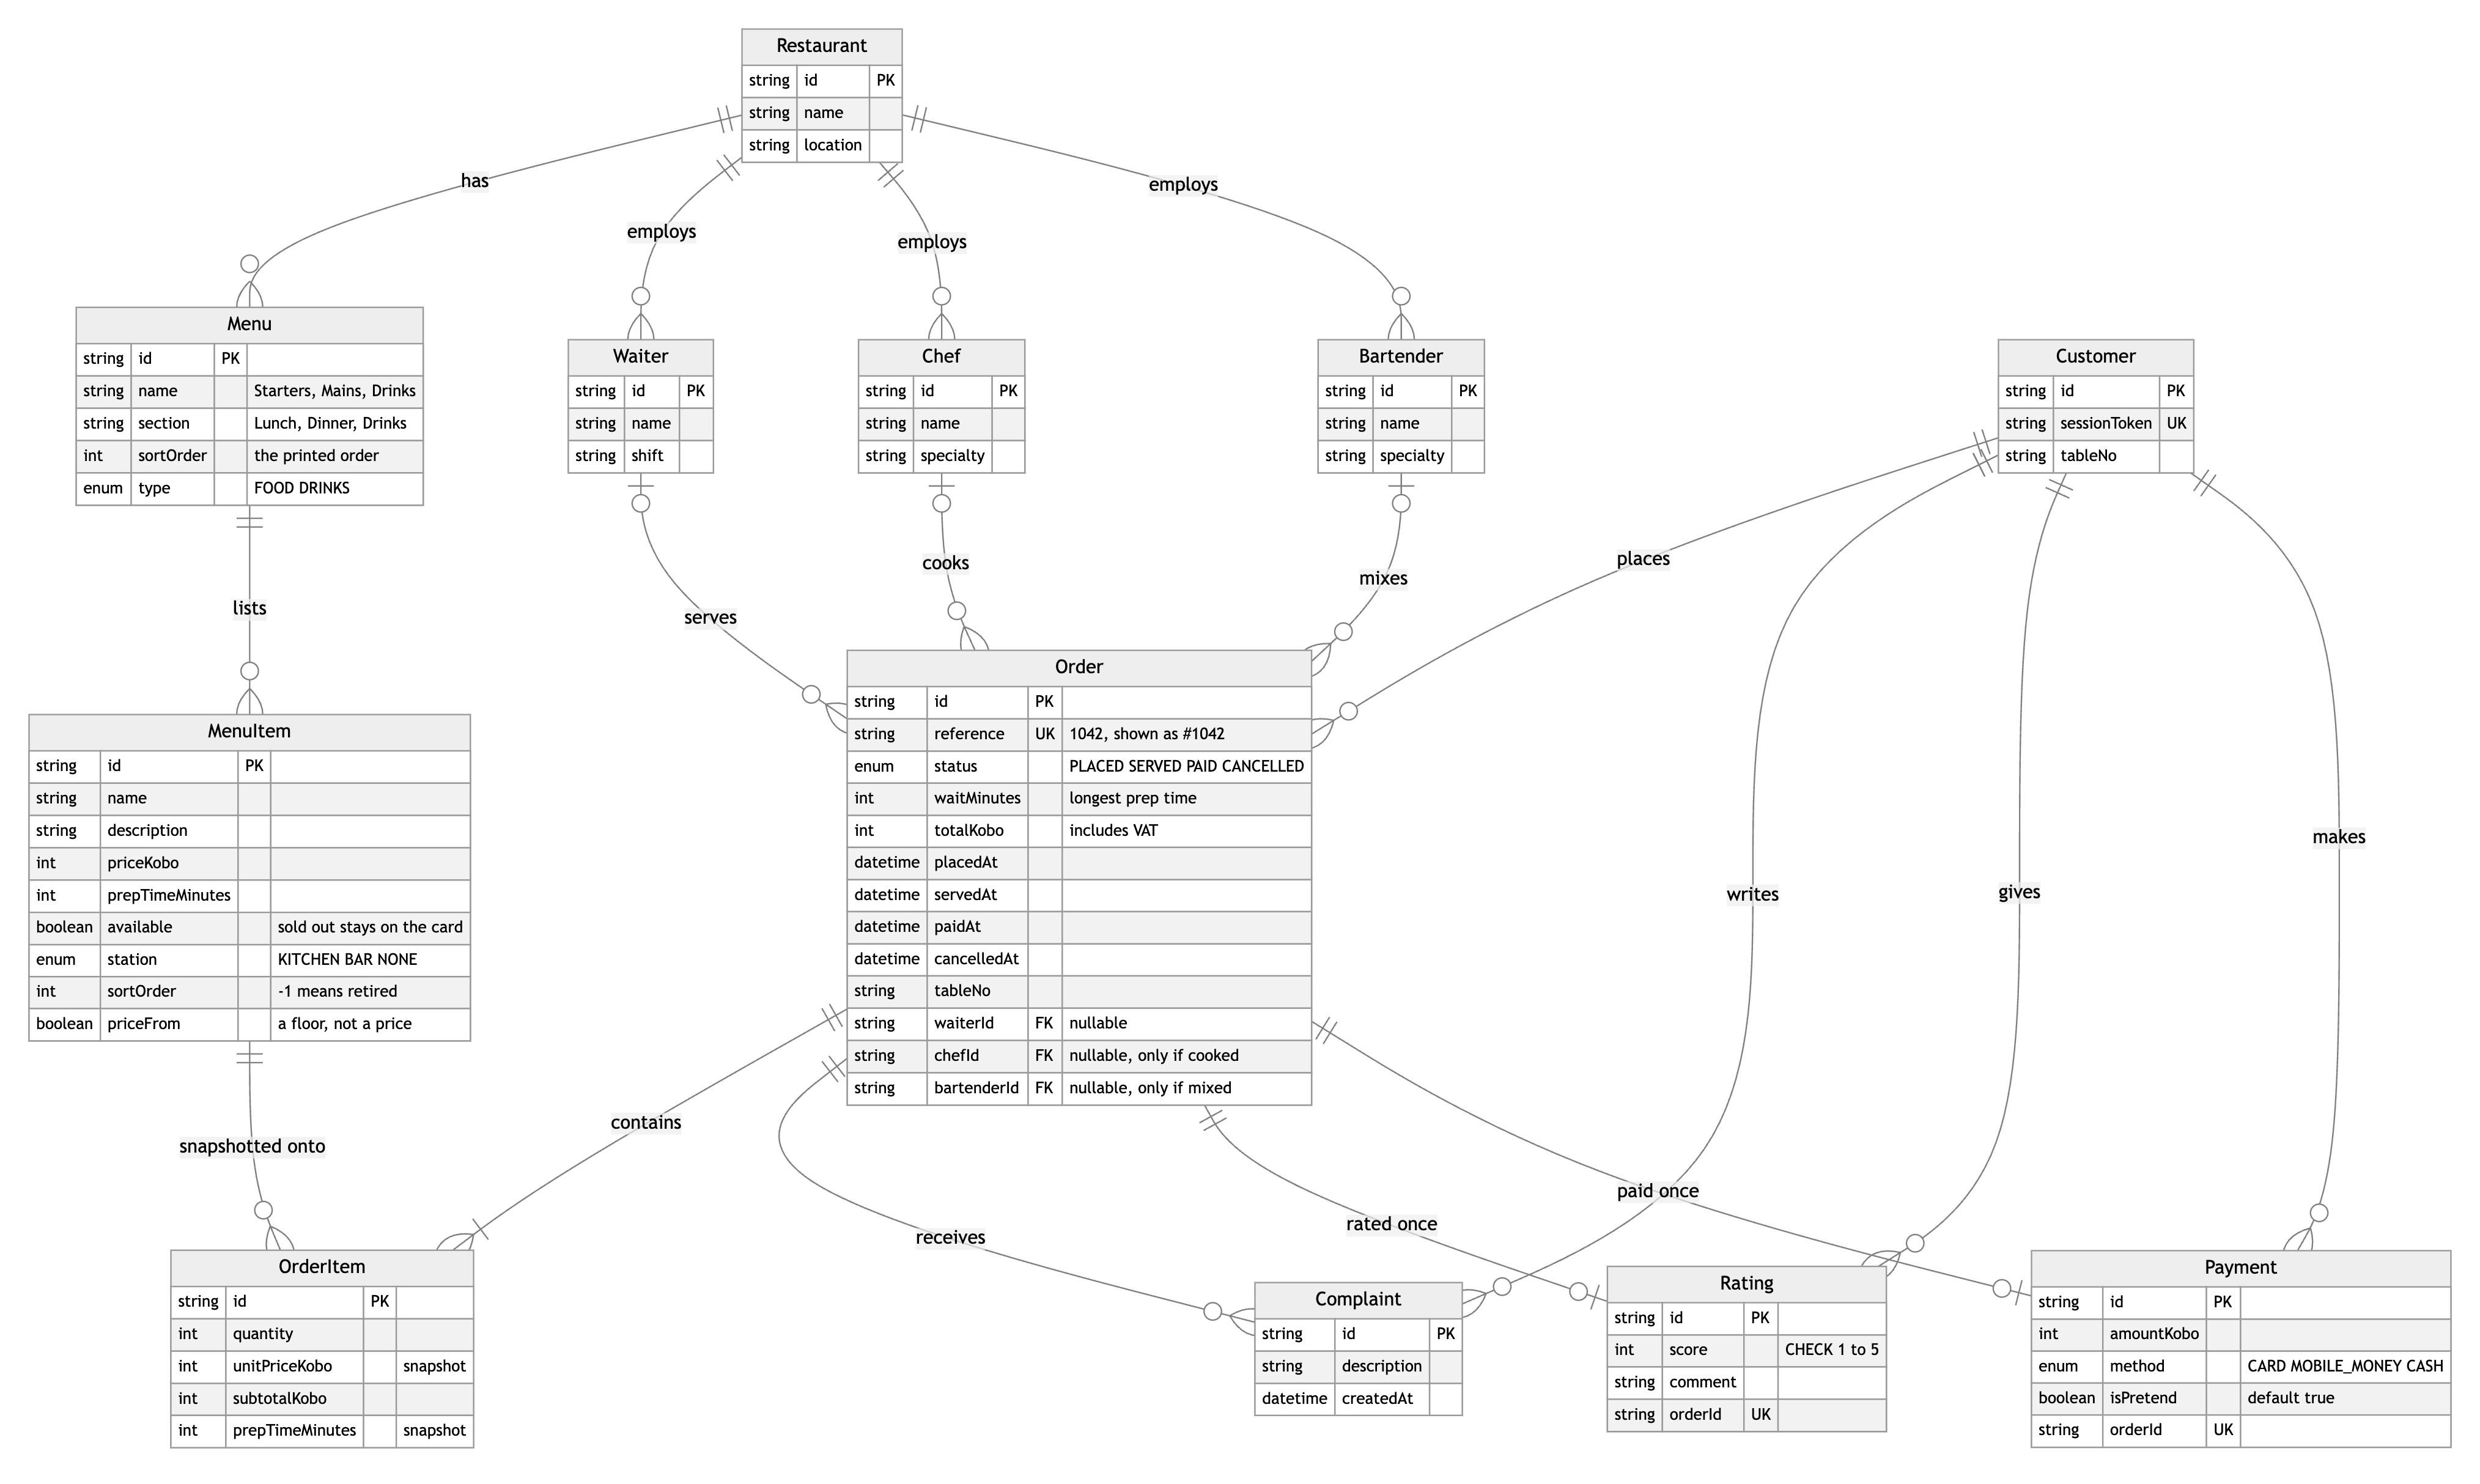 Restaurant
string id PK
string name
string location
has
employs
employs
employs
Menu
string id PK
string name Starters, Mains, Drinks
string section Lunch, Dinner, Drinks
int sortOrder the printed order
enum type FOOD DRINKS
Waiter
string id PK
string name
string shift
Chef
string id PK
string name
string specialty
Bartender
string id PK
string name
string specialty
Customer
string id PK
string sessionToken UK
string tableNo
lists
serves
cooks
mixes
places
writes
gives
makes
MenuItem
string id PK
string name
string description
int priceKobo
int prepTimeMinutes
boolean available sold out stays on the card
enum station KITCHEN BAR NONE
int sortOrder -1 means retired
boolean priceFrom a floor, not a price
Order
string id PK
string reference UK 1042, shown as #1042
enum status PLACED SERVED PAID CANCELLED
int waitMinutes longest prep time
int totalKobo includes VAT
datetime placedAt
datetime servedAt
datetime paidAt
datetime cancelledAt
string tableNo
string waiterId FK nullable
string chefId FK nullable, only if cooked
string bartenderId FK nullable, only if mixed
snapshotted onto
contains
receives
rated once
paid once
OrderItem
string id PK
int quantity
int unitPriceKobo snapshot
int subtotalKobo
int prepTimeMinutes snapshot
Complaint
string id PK
string description
datetime createdAt
Rating
string id PK
int score CHECK 1 to 5
string comment
string orderId UK
Payment
string id PK
int amountKobo
enum method CARD MOBILE_MONEY CASH
boolean isPretend default true
string orderId UK